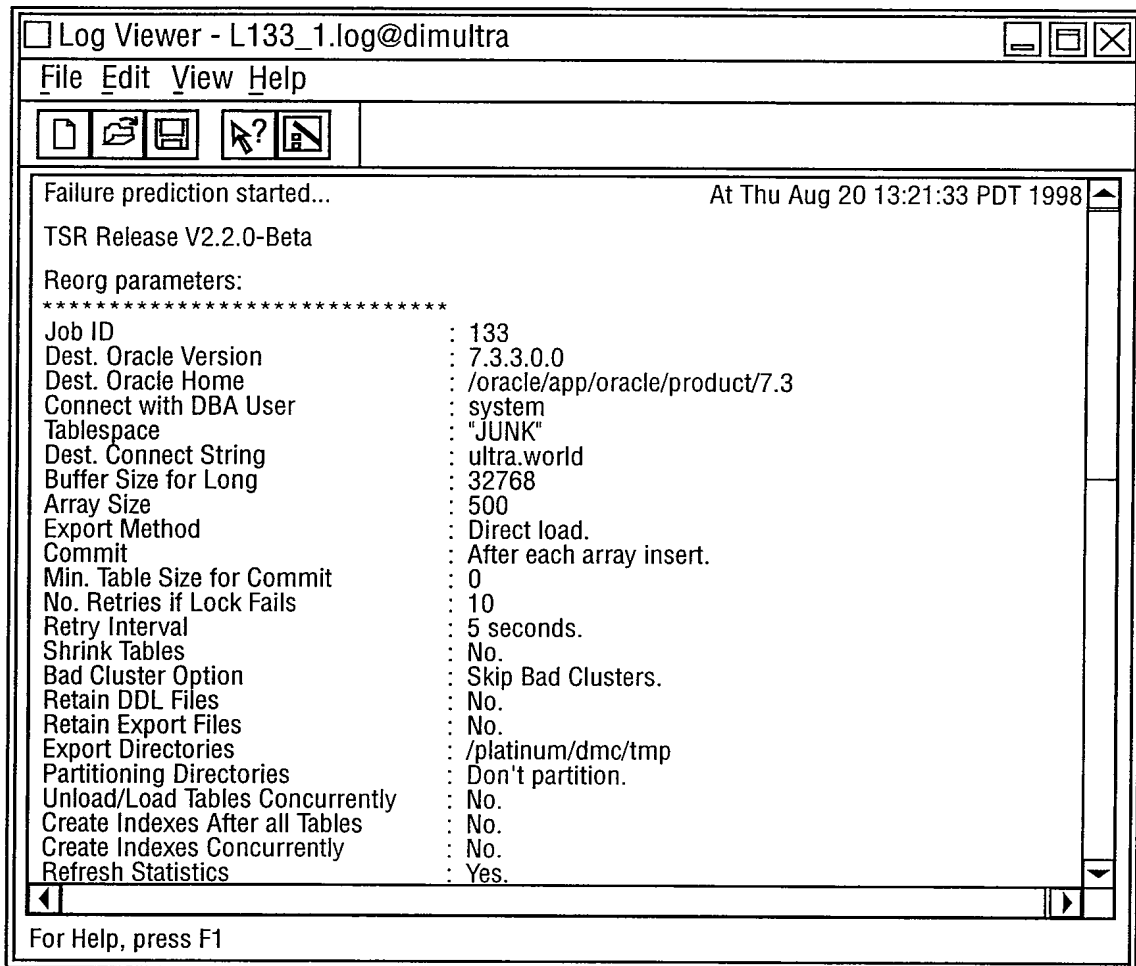 Log Viewer - L133_1.log@dimultra
File Edit View Help
Failure prediction started... At Thu Aug 20 13:21:33 PDT 1998
TSR Release V2.2.0-Beta
Reorg parameters:
******************************
Job ID : 133
Dest. Oracle Version : 7.3.3.0.0
Dest. Oracle Home : /oracle/app/oracle/product/7.3
Connect with DBA User : system
Tablespace : "JUNK"
Dest. Connect String : ultra.world
Buffer Size for Long : 32768
Array Size : 500
Export Method : Direct load.
Commit : After each array insert.
Min. Table Size for Commit : 0
No. Retries if Lock Fails : 10
Retry Interval : 5 seconds.
Shrink Tables : No.
Bad Cluster Option : Skip Bad Clusters.
Retain DDL Files : No.
Retain Export Files : No.
Export Directories : /platinum/dmc/tmp
Partitioning Directories : Don't partition.
Unload/Load Tables Concurrently : No.
Create Indexes After all Tables : No.
Create Indexes Concurrently : No.
Refresh Statistics : Yes.
For Help, press F1